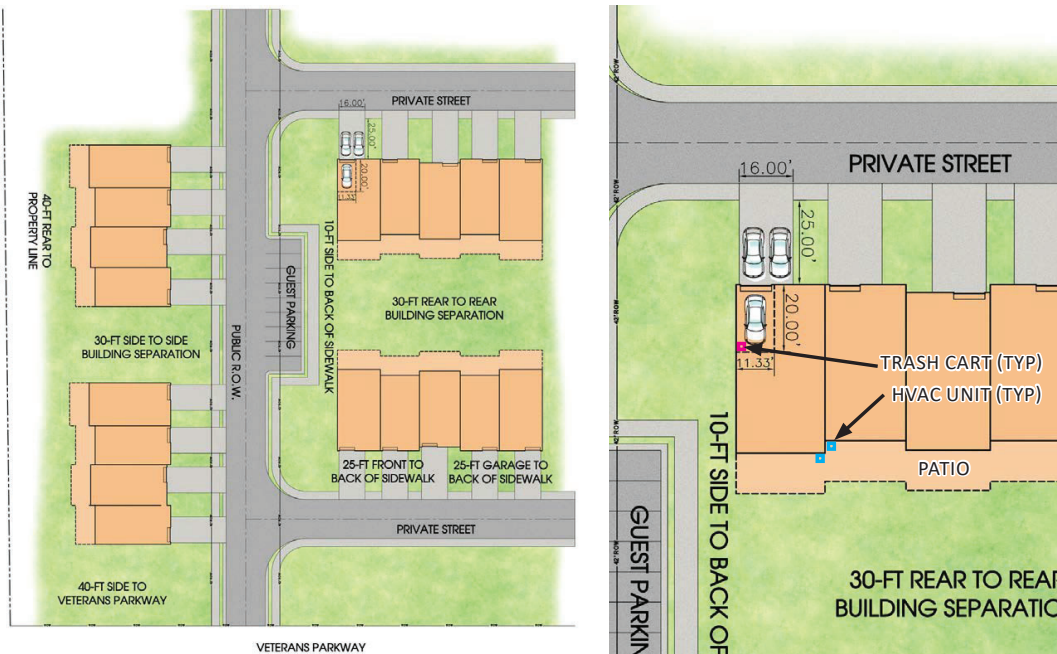 PRIVATE STREET
16.00'
25.00'
20.00'
11.33'
40-FT REAR TO
PROPERTY LINE
10-FT SIDE TO BACK OF SIDEWALK
GUEST PARKING
30-FT REAR TO REAR
BUILDING SEPARATION
30-FT SIDE TO SIDE
BUILDING SEPARATION
PUBLIC R.O.W.
25-FT FRONT TO
BACK OF SIDEWALK
25-FT GARAGE TO
BACK OF SIDEWALK
PRIVATE STREET
40-FT SIDE TO
VETERANS PARKWAY
VETERANS PARKWAY
PRIVATE STREET
16.00'
25.00'
20.00'
11.33'
TRASH CART (TYP)
HVAC UNIT (TYP)
PATIO
10-FT SIDE TO BACK OF
GUEST PARKIN
30-FT REAR TO REAR
BUILDING SEPARATIO